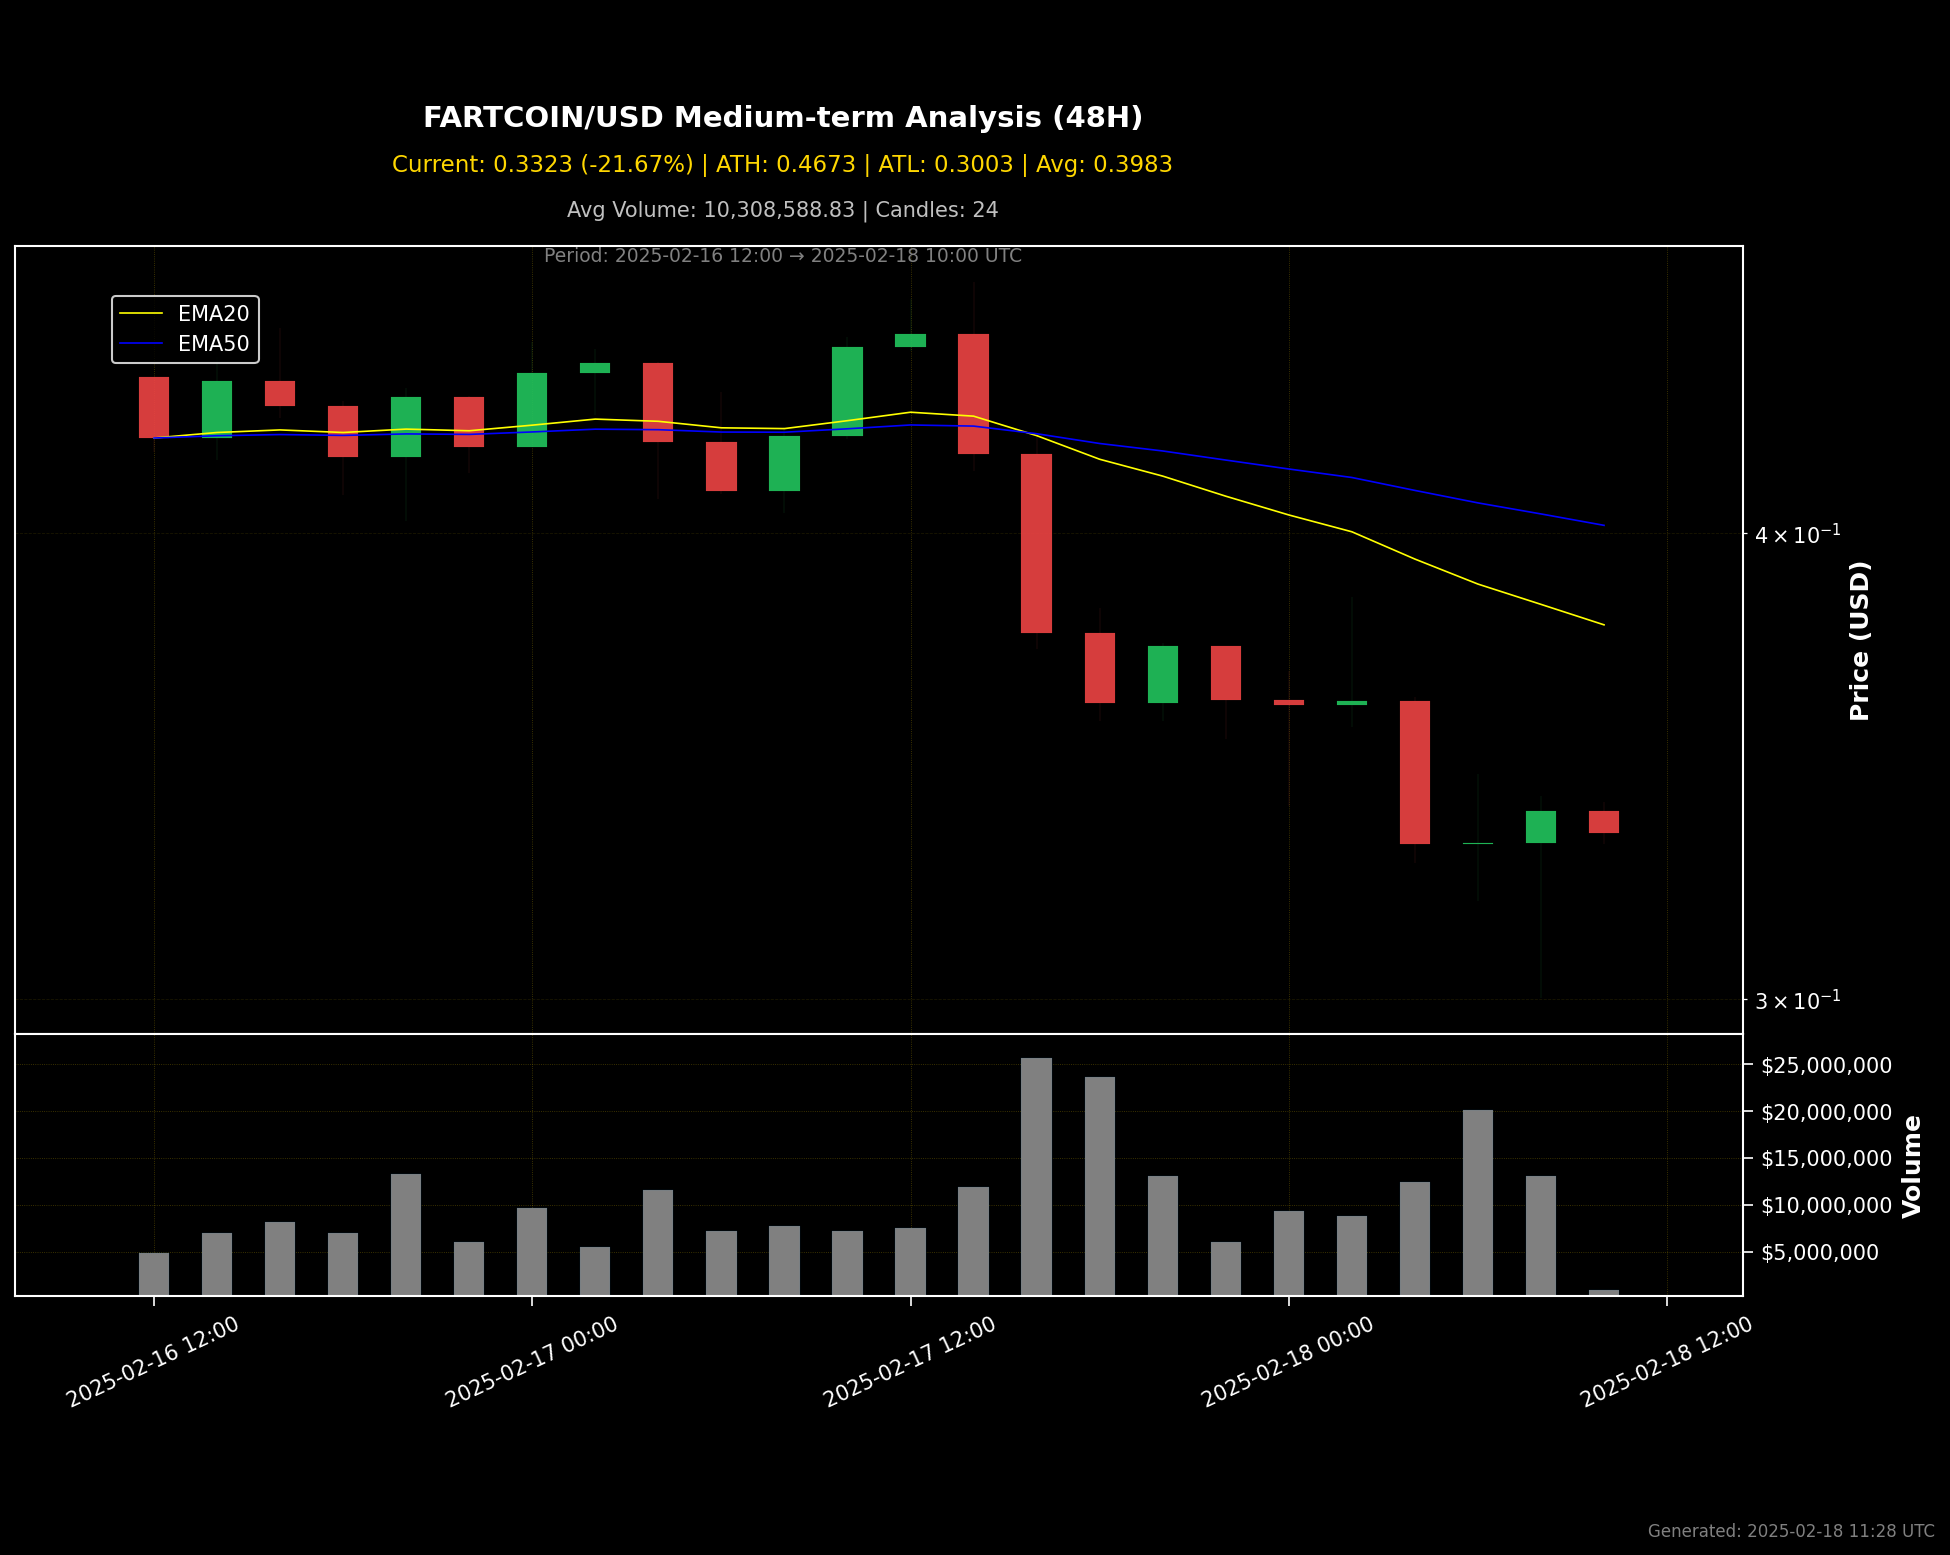 FARTCOIN/USD Medium-term Analysis (48H)
Current: 0.3323 (-21.67%) | ATH: 0.4673 | ATL: 0.3003 | Avg: 0.3983
Avg Volume: 10,308,588.83 | Candles: 24
Period: 2025-02-16 12:00 → 2025-02-18 10:00 UTC
EMA20
EMA50
4 × 10⁻¹
3 × 10⁻¹
Price (USD)
$25,000,000
$20,000,000
$15,000,000
$10,000,000
$5,000,000
Volume
2025-02-16 12:00
2025-02-17 00:00
2025-02-17 12:00
2025-02-18 00:00
2025-02-18 12:00
Generated: 2025-02-18 11:28 UTC